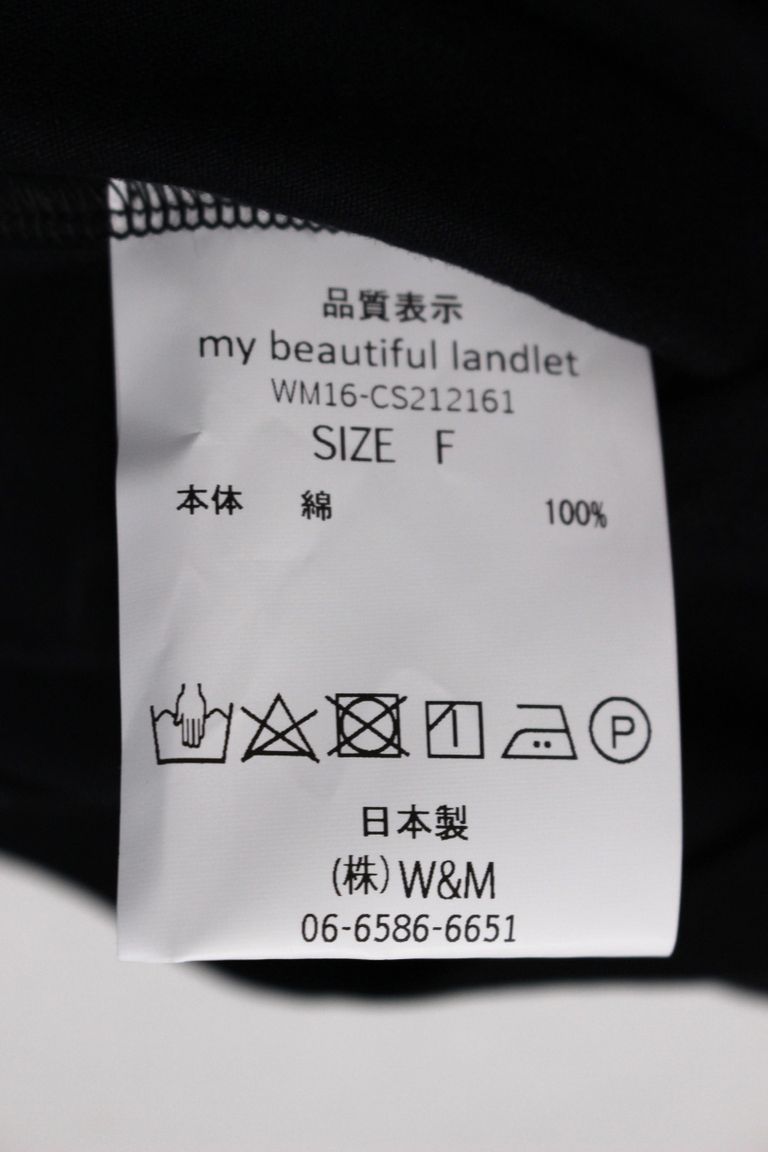 品質表示
my beautiful landlet
WM16-CS212161
SIZE F
本体 綿 100%
P
日本製
(株)W&M
06-6586-6651